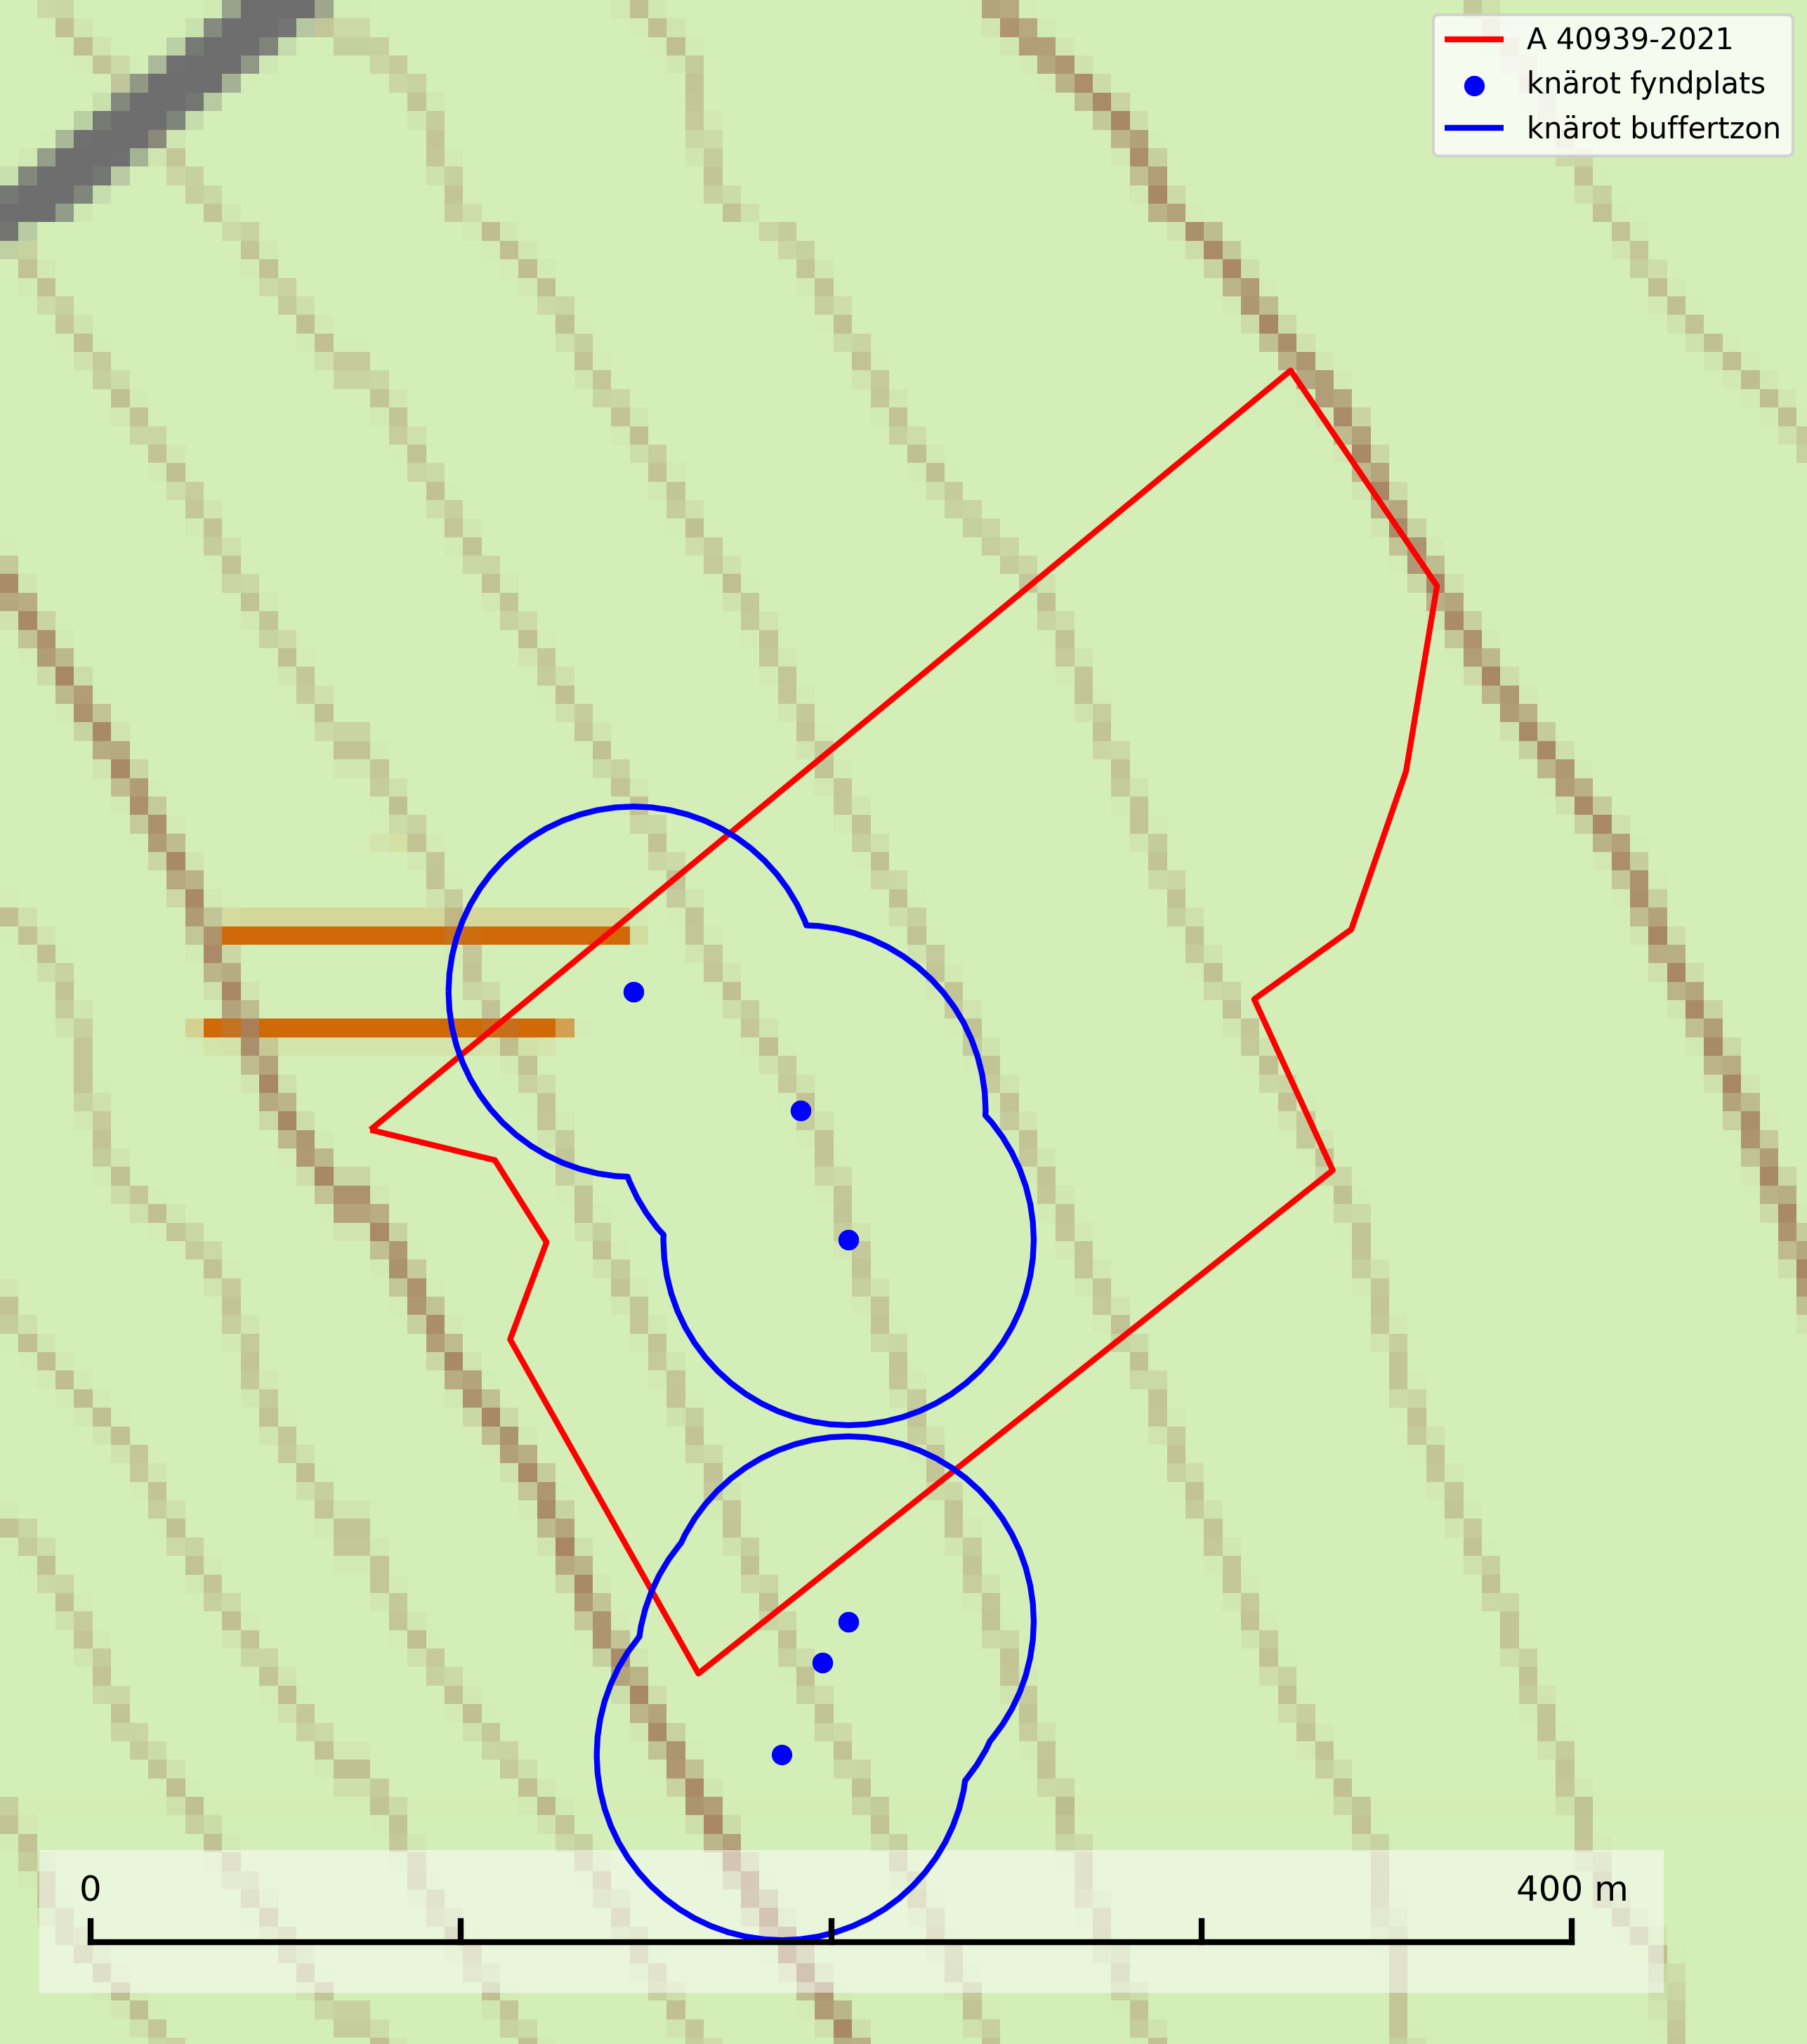 A 40939-2021
knärot fyndplats
knärot buffertzon
0
400 m